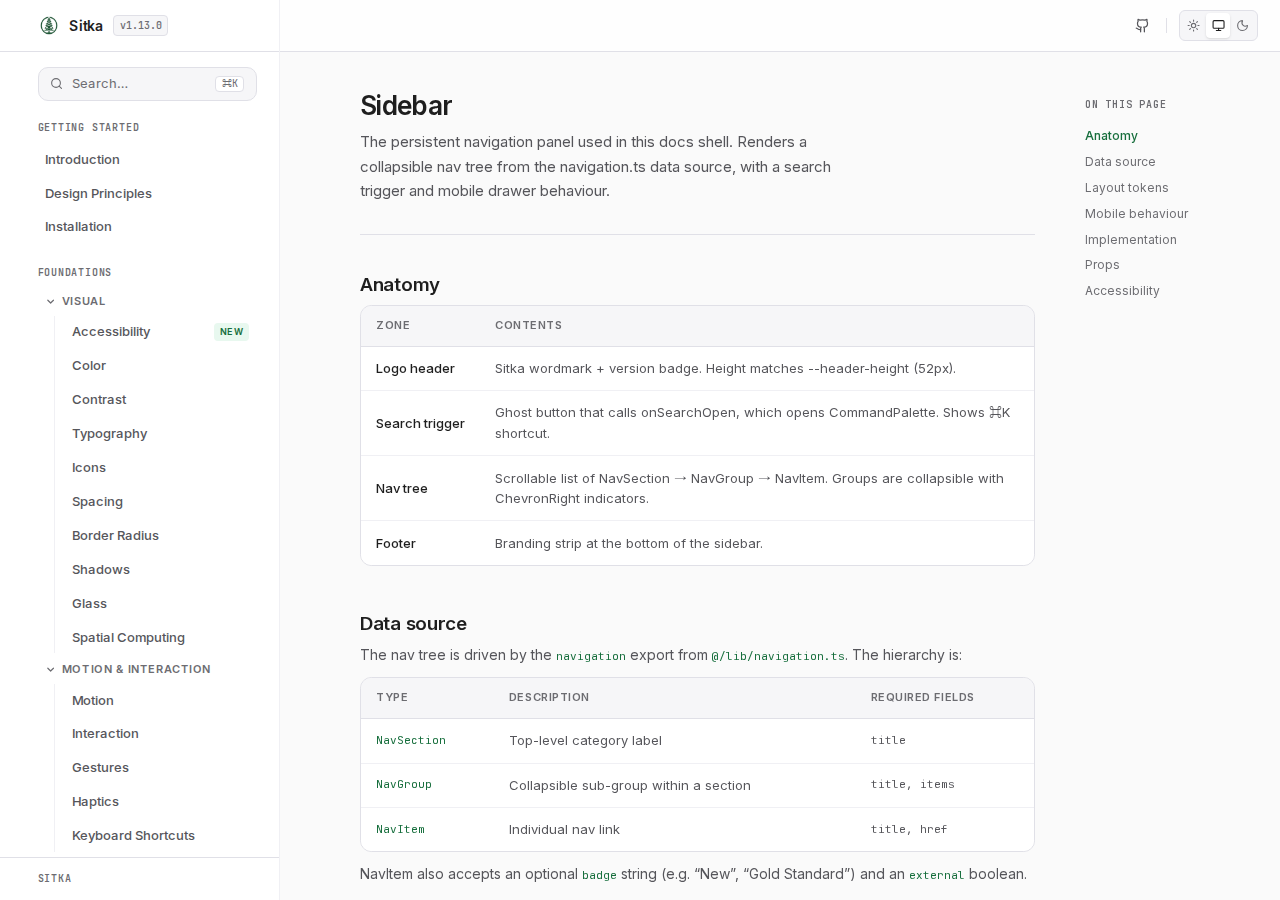 Sitka v1.13.0
Search... ⌘K
GETTING STARTED
Introduction
Design Principles
Installation
FOUNDATIONS
VISUAL
Accessibility NEW
Color
Contrast
Typography
Icons
Spacing
Border Radius
Shadows
Glass
Spatial Computing
MOTION & INTERACTION
Motion
Interaction
Gestures
Haptics
Keyboard Shortcuts
SITKA
Sidebar
The persistent navigation panel used in this docs shell. Renders a
collapsible nav tree from the navigation.ts data source, with a search
trigger and mobile drawer behaviour.
Anatomy
ZONE CONTENTS
Logo header Sitka wordmark + version badge. Height matches --header-height (52px).
Search trigger Ghost button that calls onSearchOpen, which opens CommandPalette. Shows ⌘K
shortcut.
Nav tree Scrollable list of NavSection → NavGroup → NavItem. Groups are collapsible with
ChevronRight indicators.
Footer Branding strip at the bottom of the sidebar.
Data source
The nav tree is driven by the navigation export from @/lib/navigation.ts. The hierarchy is:
TYPE DESCRIPTION REQUIRED FIELDS
NavSection Top-level category label title
NavGroup Collapsible sub-group within a section title, items
NavItem Individual nav link title, href
NavItem also accepts an optional badge string (e.g. “New”, “Gold Standard”) and an external boolean.
ON THIS PAGE
Anatomy
Data source
Layout tokens
Mobile behaviour
Implementation
Props
Accessibility